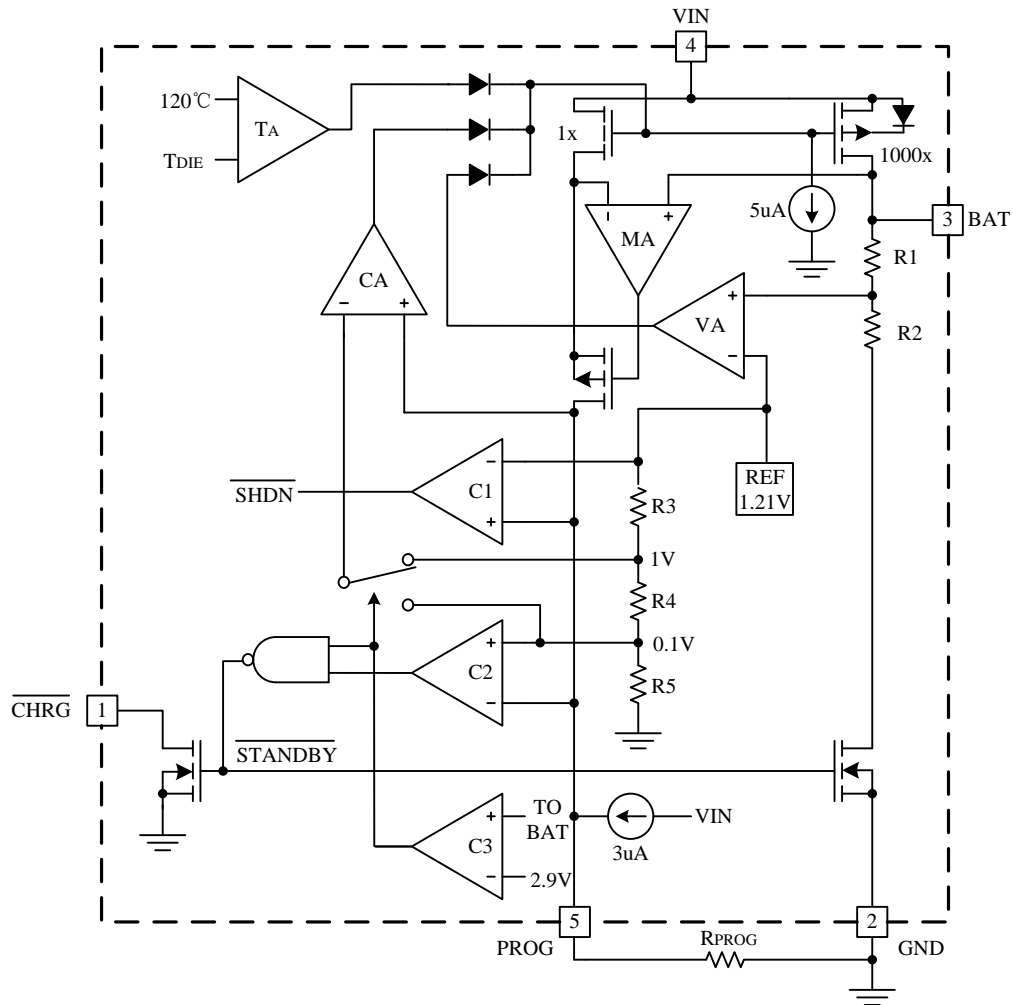 VIN
4
120℃
TA
TDIE
1x
1000x
5uA
3
BAT
MA
R1
CA
− +
VA
+
−
R2
REF
1.21V
SHDN
C1
−
+
R3
1V
R4
0.1V
C2
+
−
R5
CHRG
1
STANDBY
C3
+
−
TO
BAT
2.9V
3uA
VIN
5
PROG
RPROG
2
GND